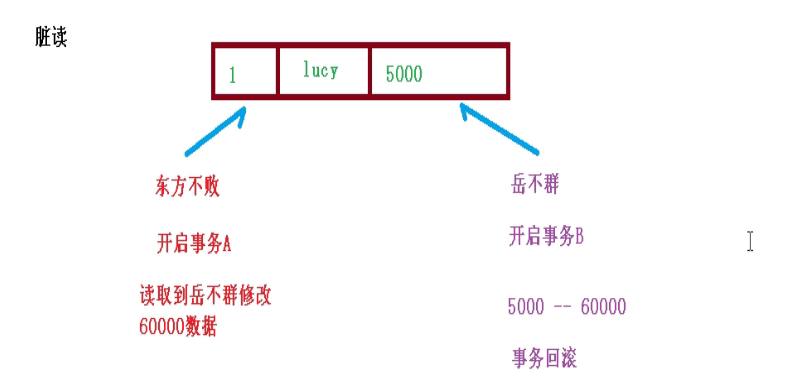 脏读
1 lucy 5000
东方不败
开启事务A
读取到岳不群修改
60000数据
岳不群
开启事务B
5000 -- 60000
事务回滚